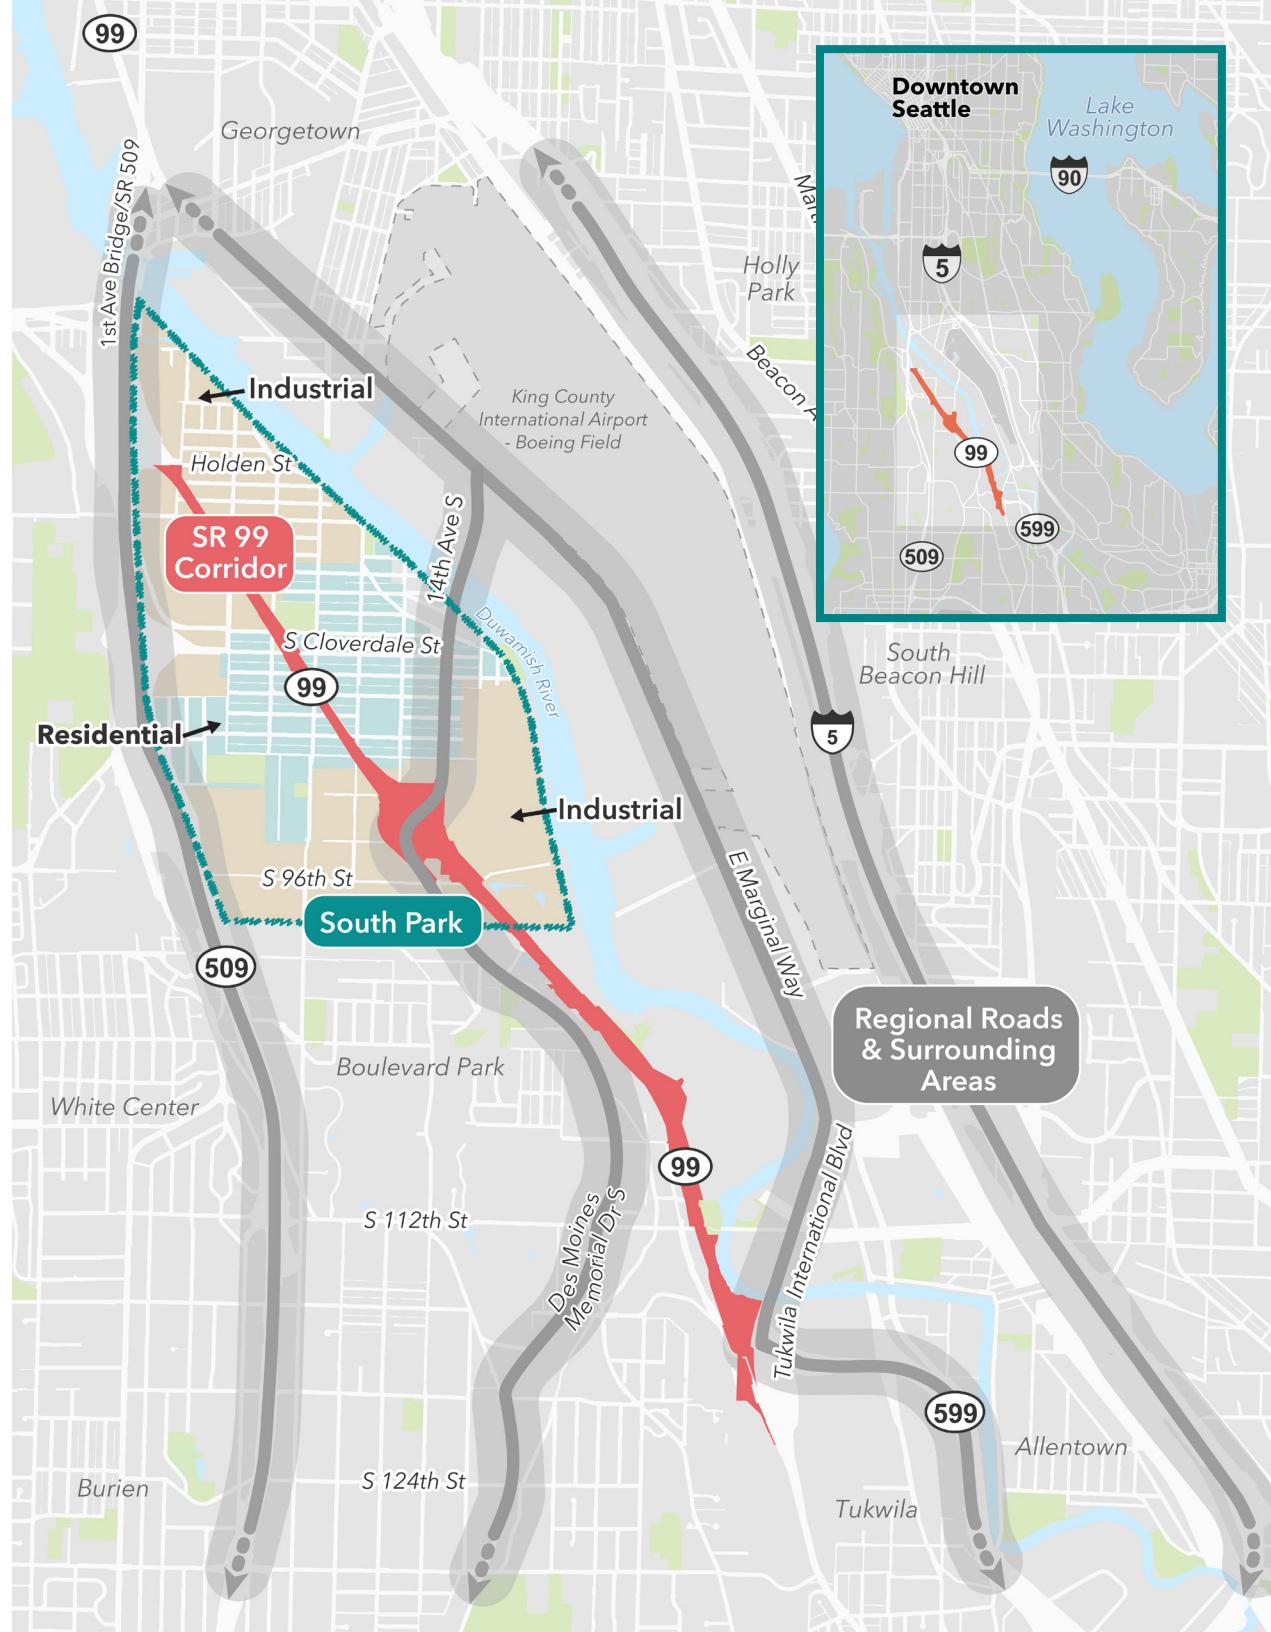 99
Downtown
Seattle
Lake
Washington
90
Georgetown
1st Ave Bridge/SR 509
Holly
Park
5
Beacon A
Industrial
King County
International Airport
- Boeing Field
Holden St
99
14th Ave S
599
SR 99
Corridor
509
Duwamish River
S Cloverdale St
South
Beacon Hill
99
Residential
5
Industrial
E Marginal Way
S 96th St
South Park
509
Regional Roads
& Surrounding
Areas
Boulevard Park
White Center
99
Tukwila International Blvd
S 112th St
Des Moines
Memorial Dr S
599
Allentown
S 124th St
Burien
Tukwila